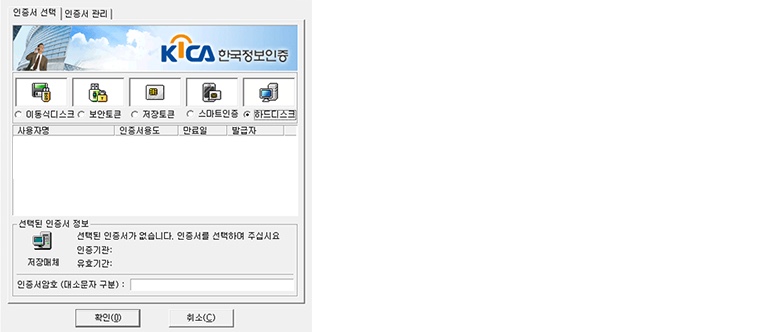 인증서 선택 인증서 관리
KICA 한국정보인증
이동식디스크 보안토큰 저장토큰 스마트인증 하드디스크
사용자명 인증서용도 만료일 발급자
선택된 인증서 정보
선택된 인증서가 없습니다. 인증서를 선택하여 주십시요
인증기관:
저장매체
유효기간:
인증서암호 (대소문자 구분) :
확인(O) 취소(C)